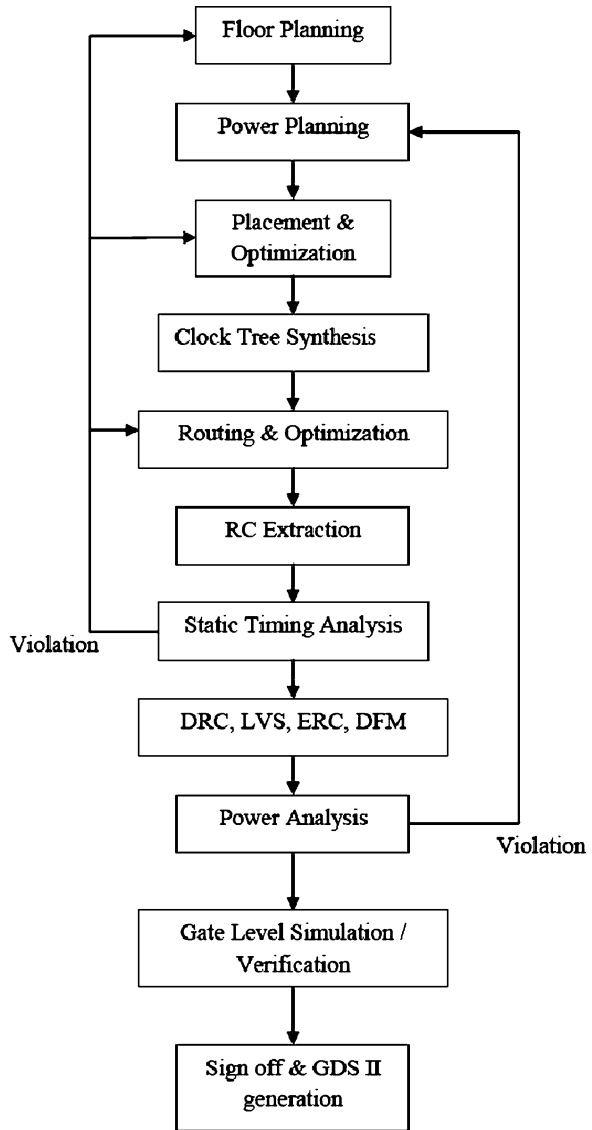 Floor Planning
Power Planning
Placement &
Optimization
Clock Tree Synthesis
Routing & Optimization
RC Extraction
Static Timing Analysis
Violation
DRC, LVS, ERC, DFM
Power Analysis
Violation
Gate Level Simulation /
Verification
Sign off & GDS II
generation